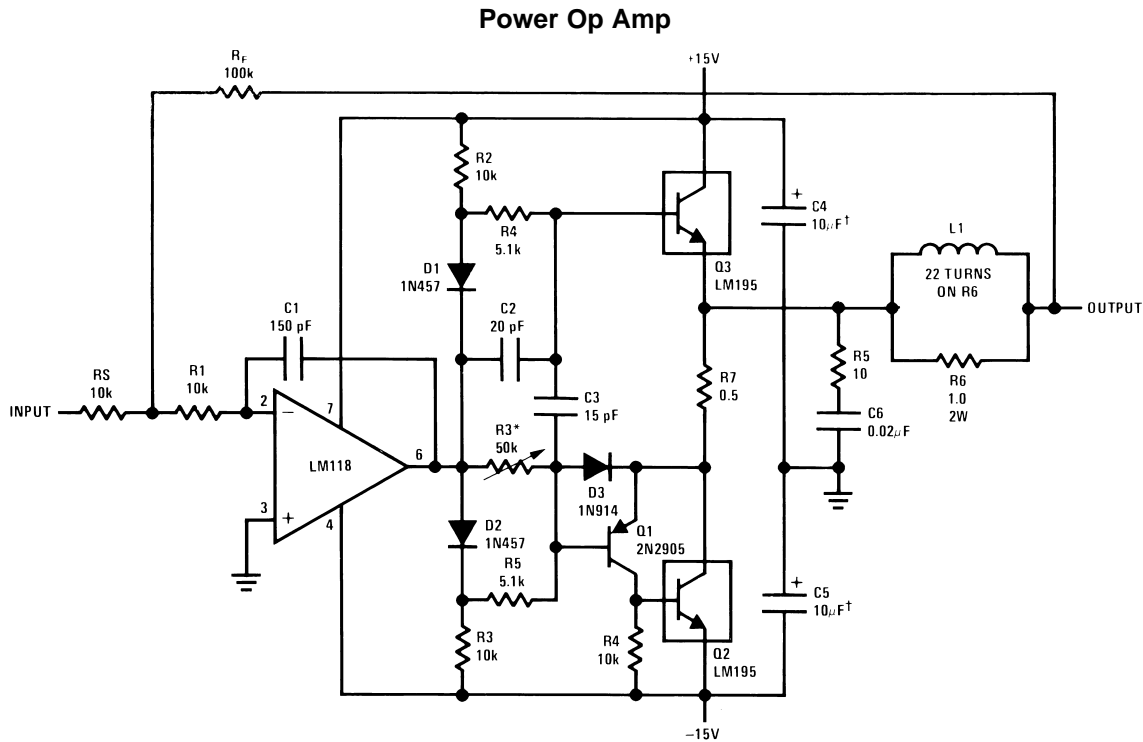 Power Op Amp
+15V
RF
100k
R2
10k
R4
5.1k
Q3
LM195
C4
+
10μF†
L1
22 TURNS
ON R6
OUTPUT
D1
1N457
C1
150 pF
C2
20 pF
R5
10
R6
1.0
2W
R7
0.5
C3
15 pF
C6
0.02μF
INPUT
RS
10k
R1
10k
2
−
7
LM118
6
R3*
50k
3
+
4
D3
1N914
D2
1N457
Q1
2N2905
R5
5.1k
C5
+
10μF†
R3
10k
R4
10k
Q2
LM195
−15V